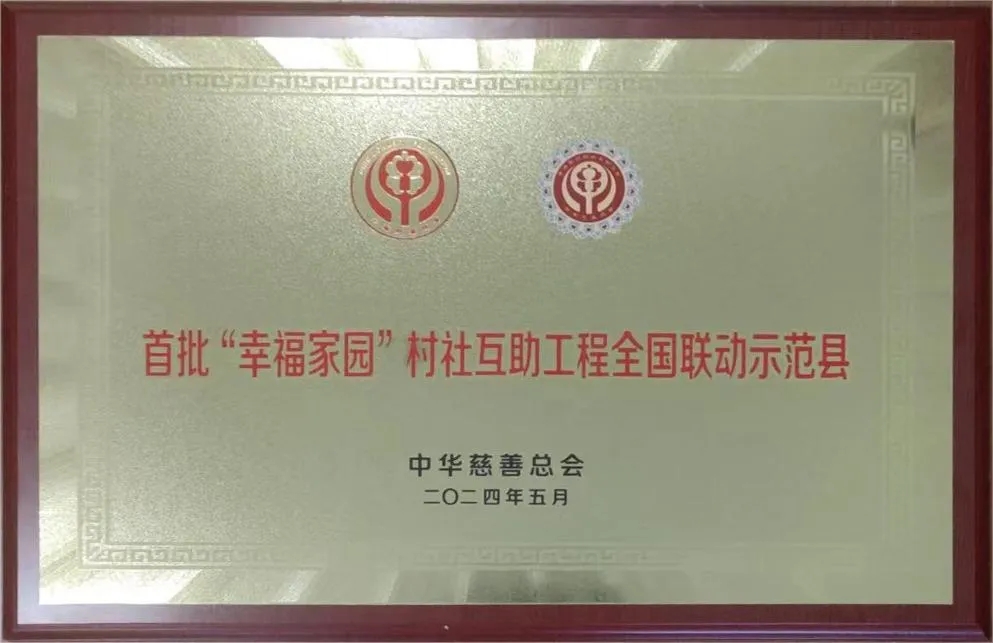 首批“幸福家园”村社互助工程全国联动示范县
中华慈善总会
二〇二四年五月